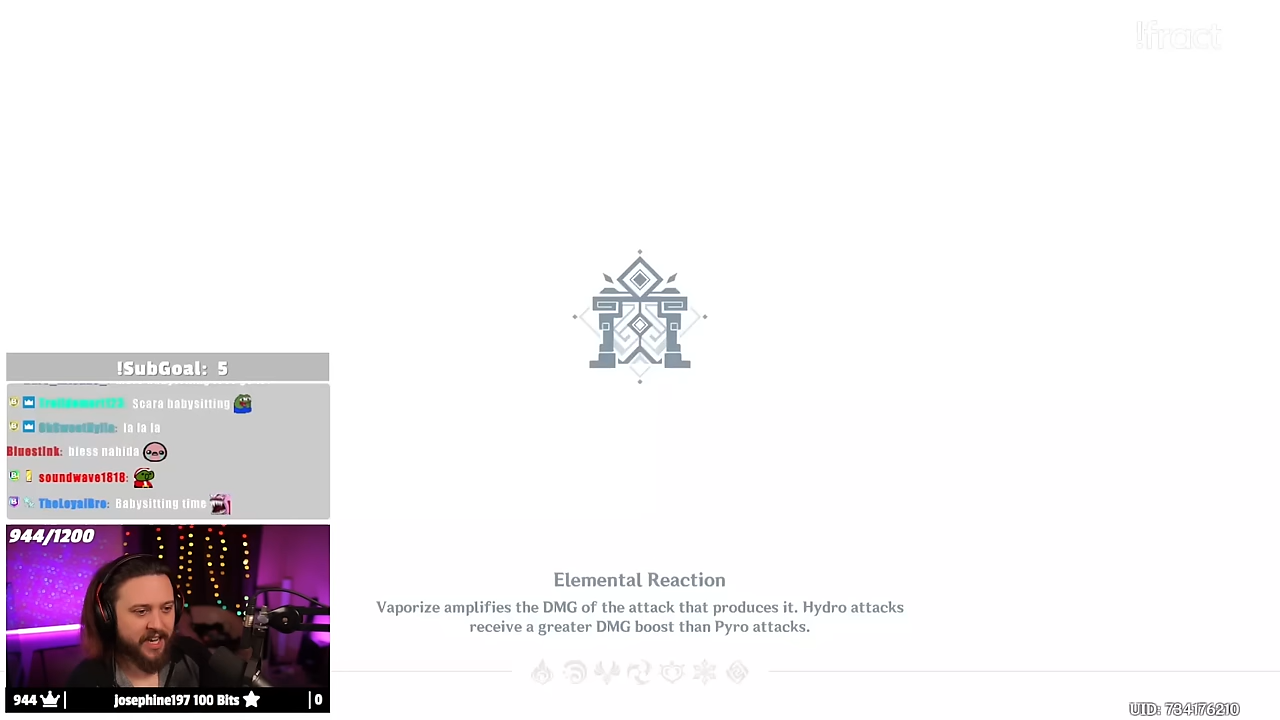 !fract
!SubGoal: 5
Scara babysitting
OkSweetDylla: la la la
Bluestink: bless nahida
soundwave1818:
TheLoyalBro: Babysitting time
944/1200
944
josephine197 100 Bits
0
Elemental Reaction
Vaporize amplifies the DMG of the attack that produces it. Hydro attacks
receive a greater DMG boost than Pyro attacks.
UID: 734176210